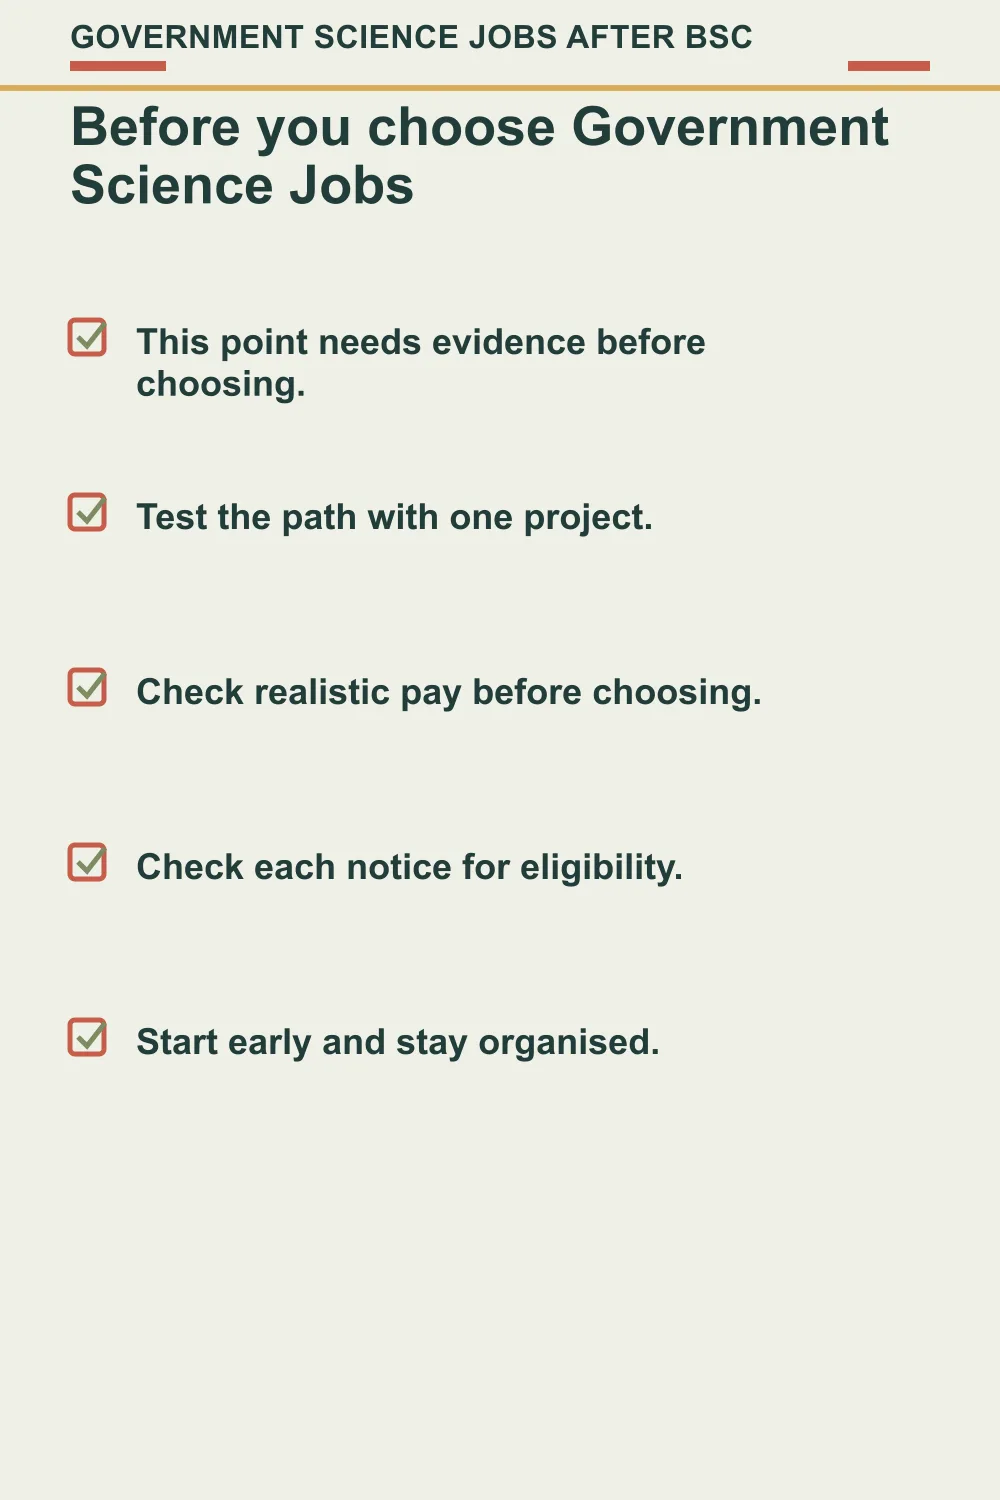 GOVERNMENT SCIENCE JOBS AFTER BSC
Before you choose Government
Science Jobs
This point needs evidence before
choosing.
Test the path with one project.
Check realistic pay before choosing.
Check each notice for eligibility.
Start early and stay organised.